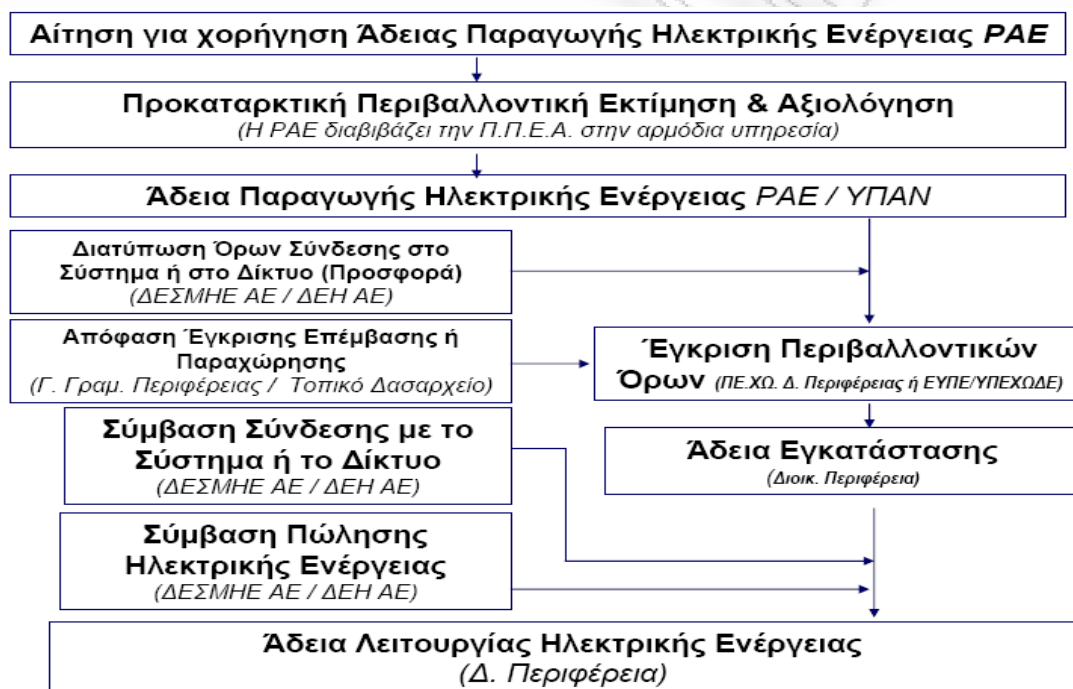 Αίτηση για χορήγηση Άδειας Παραγωγής Ηλεκτρικής Ενέργειας ΡΑΕ
Προκαταρκτική Περιβαλλοντική Εκτίμηση & Αξιολόγηση
(Η ΡΑΕ διαβιβάζει την Π.Π.Ε.Α. στην αρμόδια υπηρεσία)
Άδεια Παραγωγής Ηλεκτρικής Ενέργειας ΡΑΕ / ΥΠΑΝ
Διατύπωση Όρων Σύνδεσης στο
Σύστημα ή στο Δίκτυο (Προσφορά)
(ΔΕΣΜΗΕ ΑΕ / ΔΕΗ ΑΕ)
Απόφαση Έγκρισης Επέμβασης ή
Παραχώρησης
(Γ. Γραμ. Περιφέρειας / Τοπικό Δασαρχείο)
Έγκριση Περιβαλλοντικών
Όρων (ΠΕ.ΧΩ. Δ. Περιφέρειας ή ΕΥΠΕ/ΥΠΕΧΩΔΕ)
Σύμβαση Σύνδεσης με το
Σύστημα ή το Δίκτυο
(ΔΕΣΜΗΕ ΑΕ / ΔΕΗ ΑΕ)
Άδεια Εγκατάστασης
(Διοικ. Περιφέρεια)
Σύμβαση Πώλησης
Ηλεκτρικής Ενέργειας
(ΔΕΣΜΗΕ ΑΕ / ΔΕΗ ΑΕ)
Άδεια Λειτουργίας Ηλεκτρικής Ενέργειας
(Δ. Περιφέρεια)